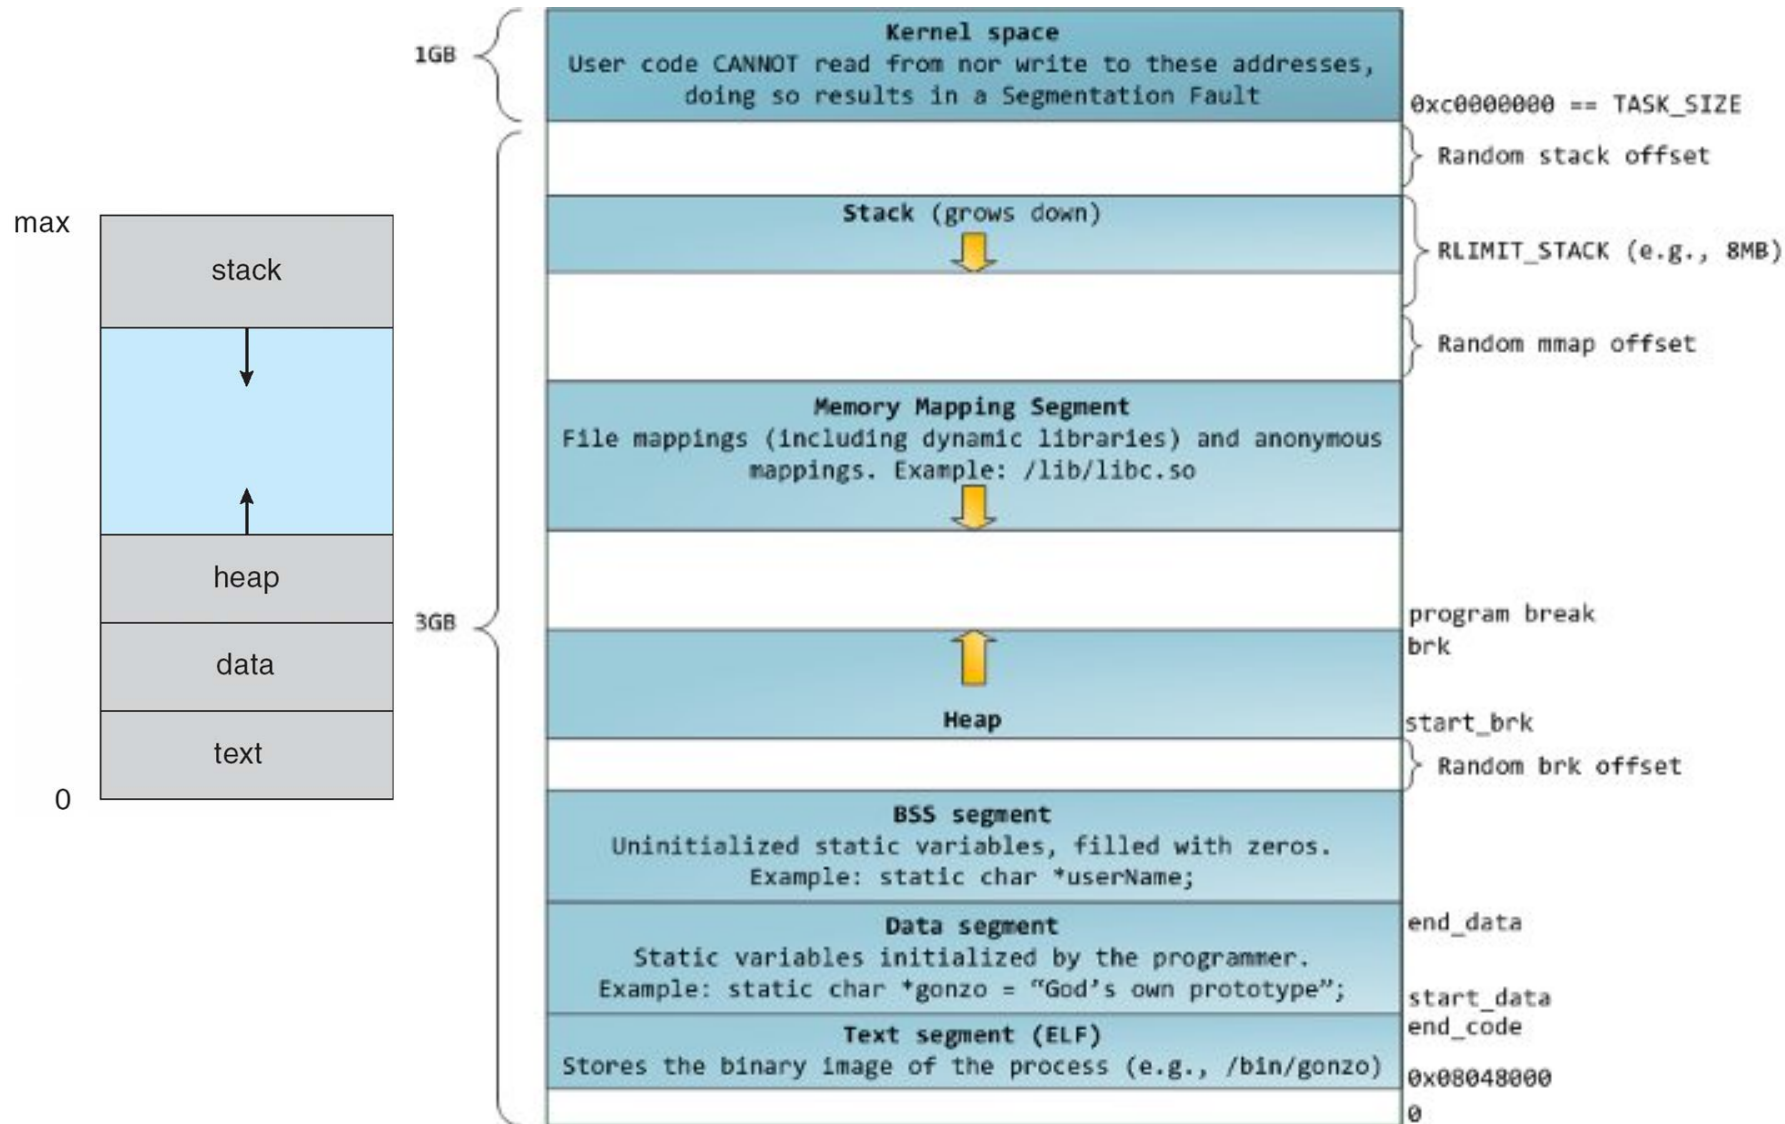 max
stack
heap
data
text
0
1GB
3GB
Kernel space
User code CANNOT read from nor write to these addresses,
doing so results in a Segmentation Fault
0xc0000000 == TASK_SIZE
Random stack offset
Stack (grows down)
RLIMIT_STACK (e.g., 8MB)
Random mmap offset
Memory Mapping Segment
File mappings (including dynamic libraries) and anonymous
mappings. Example: /lib/libc.so
program break
brk
Heap
start_brk
Random brk offset
BSS segment
Uninitialized static variables, filled with zeros.
Example: static char *userName;
Data segment
Static variables initialized by the programmer.
Example: static char *gonzo = “God’s own prototype”;
end_data
start_data
end_code
Text segment (ELF)
Stores the binary image of the process (e.g., /bin/gonzo)
0x08048000
0